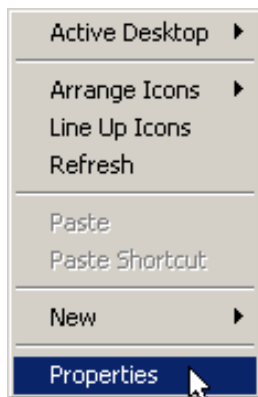 Active Desktop
Arrange Icons
Line Up Icons
Refresh
Paste
Paste Shortcut
New
Properties